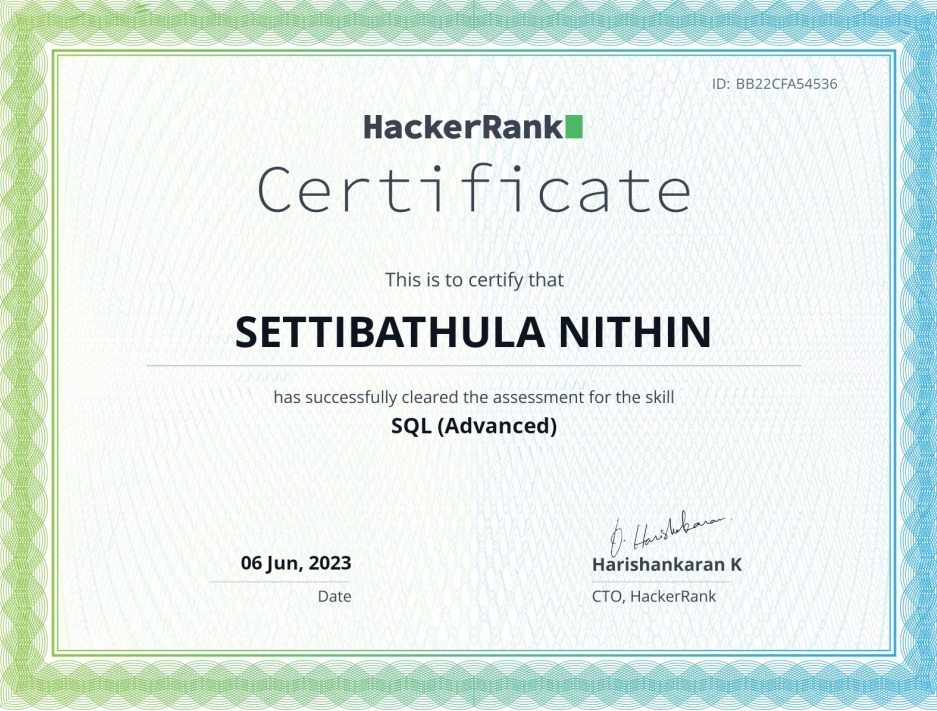 ID: BB22CFA54536
HackerRank
Certificate
This is to certify that
SETTIBATHULA NITHIN
has successfully cleared the assessment for the skill
SQL (Advanced)
06 Jun, 2023
Date
Harishankaran K
CTO, HackerRank